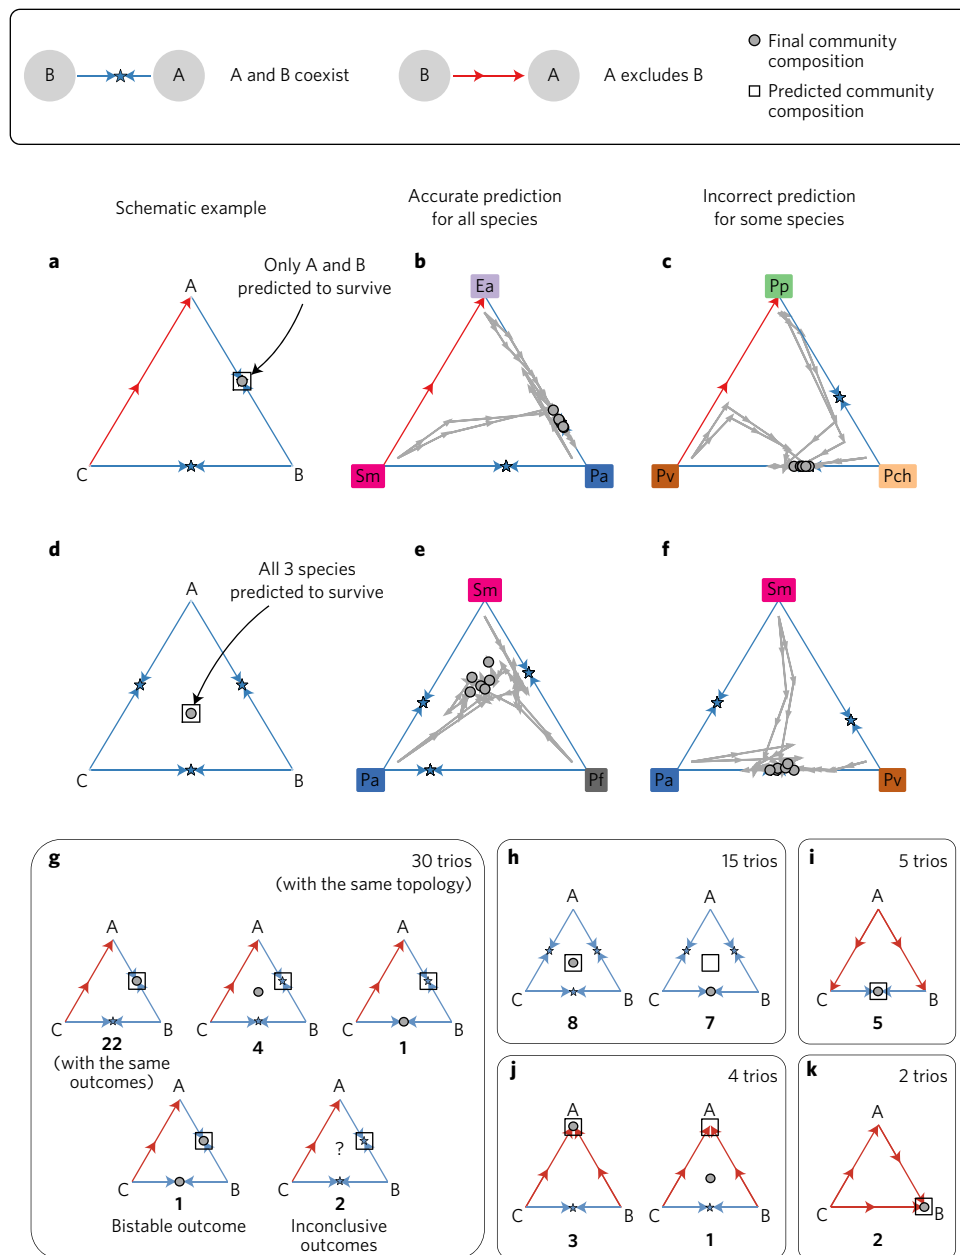 B
A
A and B coexist
B
A
A excludes B
Final community
composition
Predicted community
composition
Schematic example
Accurate prediction
for all species
Incorrect prediction
for some species
a
Only A and B
predicted to survive
A
C
B
b
Ea
Sm
Pa
c
Pp
Pv
Pch
d
All 3 species
predicted to survive
A
C
B
e
Sm
Pa
Pf
f
Sm
Pa
Pv
g
30 trios
(with the same topology)
A
C
B
22
(with the same
outcomes)
A
C
B
4
A
C
B
1
A
C
B
1
Bistable outcome
A
?
C
B
2
Inconclusive
outcomes
h
15 trios
A
C
B
8
A
C
B
7
i
5 trios
A
C
B
5
j
4 trios
A
C
B
3
A
C
B
1
k
2 trios
A
C
B
2